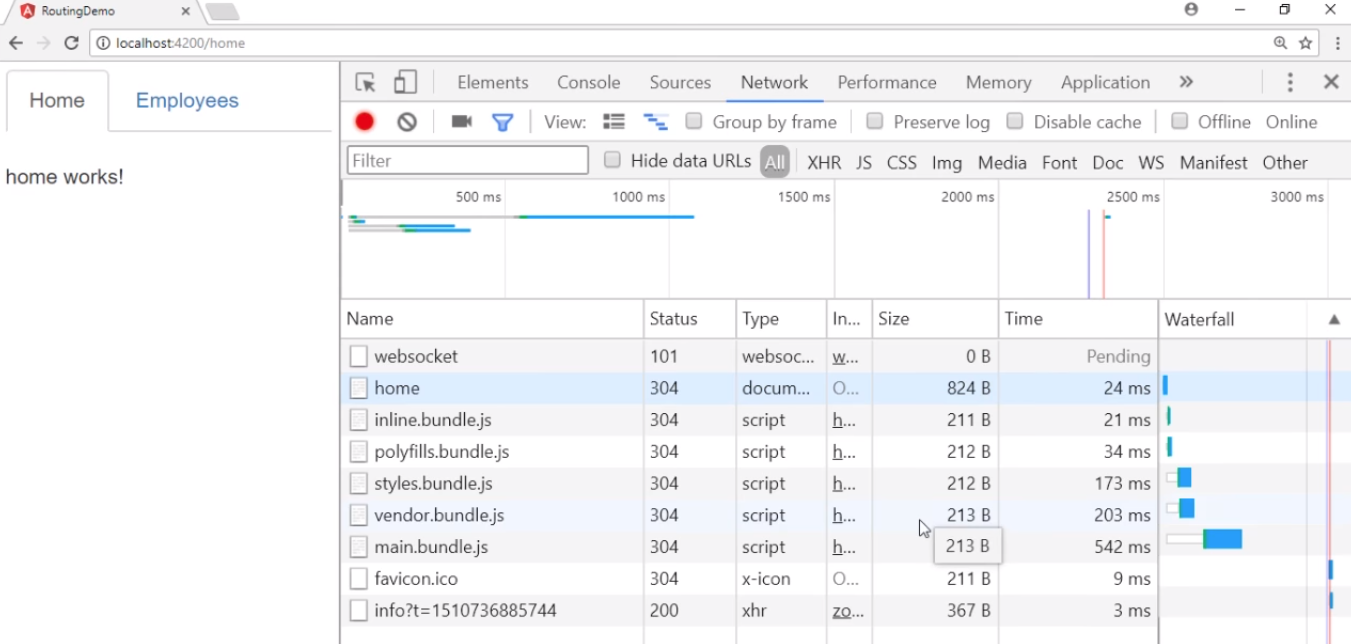 RoutingDemo
localhost:4200/home
Home Employees
home works!
Elements Console Sources Network Performance Memory Application
View: Group by frame Preserve log Disable cache Offline Online
Filter Hide data URLs All XHR JS CSS Img Media Font Doc WS Manifest Other
500 ms 1000 ms 1500 ms 2000 ms 2500 ms 3000 ms
Name Status Type In... Size Time Waterfall
websocket 101 websoc... w... 0 B Pending
home 304 docum... O... 824 B 24 ms
inline.bundle.js 304 script h... 211 B 21 ms
polyfills.bundle.js 304 script h... 212 B 34 ms
styles.bundle.js 304 script h... 212 B 173 ms
vendor.bundle.js 304 script h... 213 B 203 ms
main.bundle.js 304 script h... 213 B 542 ms
favicon.ico 304 x-icon O... 211 B 9 ms
info?t=1510736885744 200 xhr zo... 367 B 3 ms